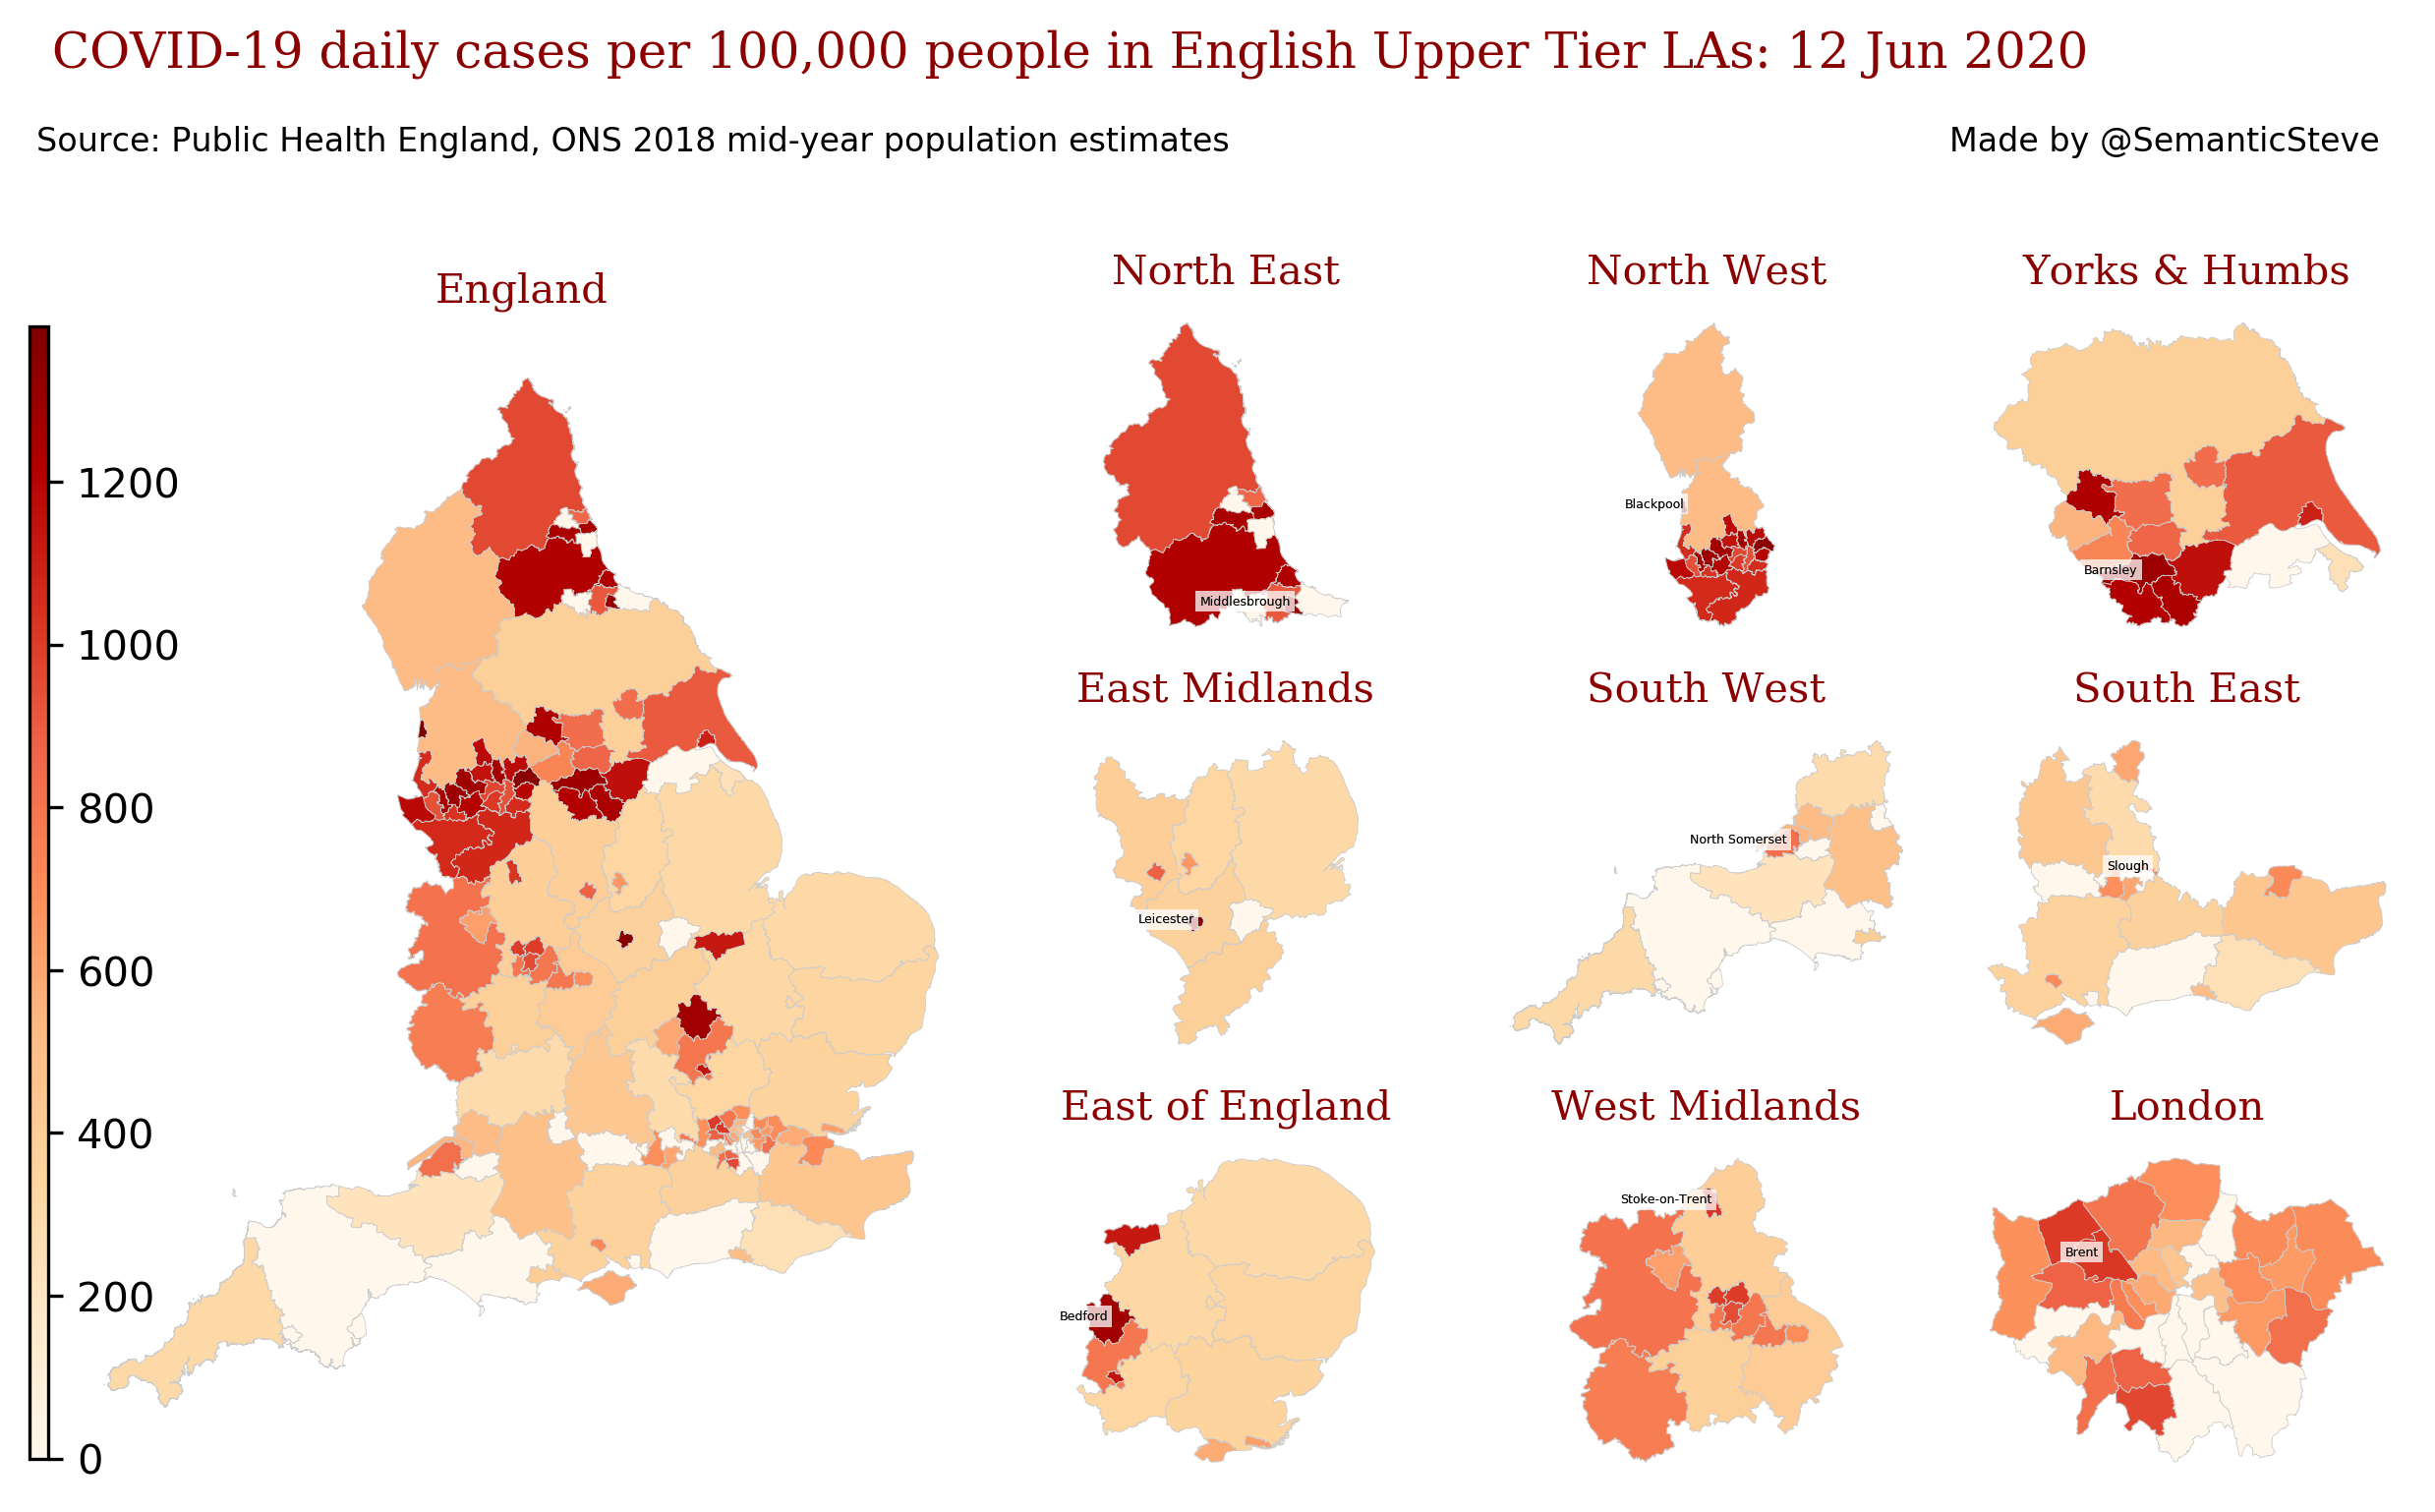 COVID-19 daily cases per 100,000 people in English Upper Tier LAs: 12 Jun 2020
Source: Public Health England, ONS 2018 mid-year population estimates
Made by @SemanticSteve
England
1200
1000
800
600
400
200
0
North East
Middlesbrough
North West
Blackpool
Yorks & Humbs
Barnsley
East Midlands
Leicester
South West
North Somerset
South East
Slough
East of England
Bedford
West Midlands
Stoke-on-Trent
London
Brent